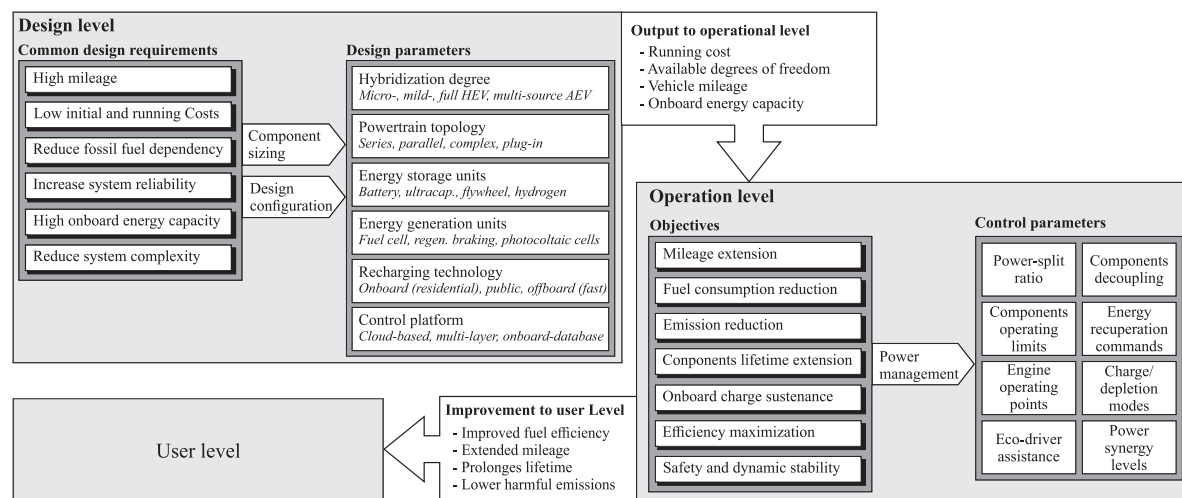 Design level
Common design requirements
High mileage
Low initial and running Costs
Reduce fossil fuel dependency
Increase system reliability
High onboard energy capacity
Reduce system complexity
Component
sizing
Design
configuration
Design parameters
Hybridization degree
Micro-, mild-, full HEV, multi-source AEV
Powertrain topology
Series, parallel, complex, plug-in
Energy storage units
Battery, ultracap., flywheel, hydrogen
Energy generation units
Fuel cell, regen. braking, photocoltaic cells
Recharging technology
Onboard (residential), public, offboard (fast)
Control platform
Cloud-based, multi-layer, onboard-database
Output to operational level
- Running cost
- Available degrees of freedom
- Vehicle mileage
- Onboard energy capacity
Operation level
Objectives
Mileage extension
Fuel consumption reduction
Emission reduction
Components lifetime extension
Onboard charge sustenance
Efficiency maximization
Safety and dynamic stability
Power
management
Control parameters
Power-split
ratio
Components
decoupling
Components
operating
limits
Energy
recuperation
commands
Engine
operating
points
Charge/
depletion
modes
Eco-driver
assistance
Power
synergy
levels
Improvement to user Level
- Improved fuel efficiency
- Extended mileage
- Prolonges lifetime
- Lower harmful emissions
User level